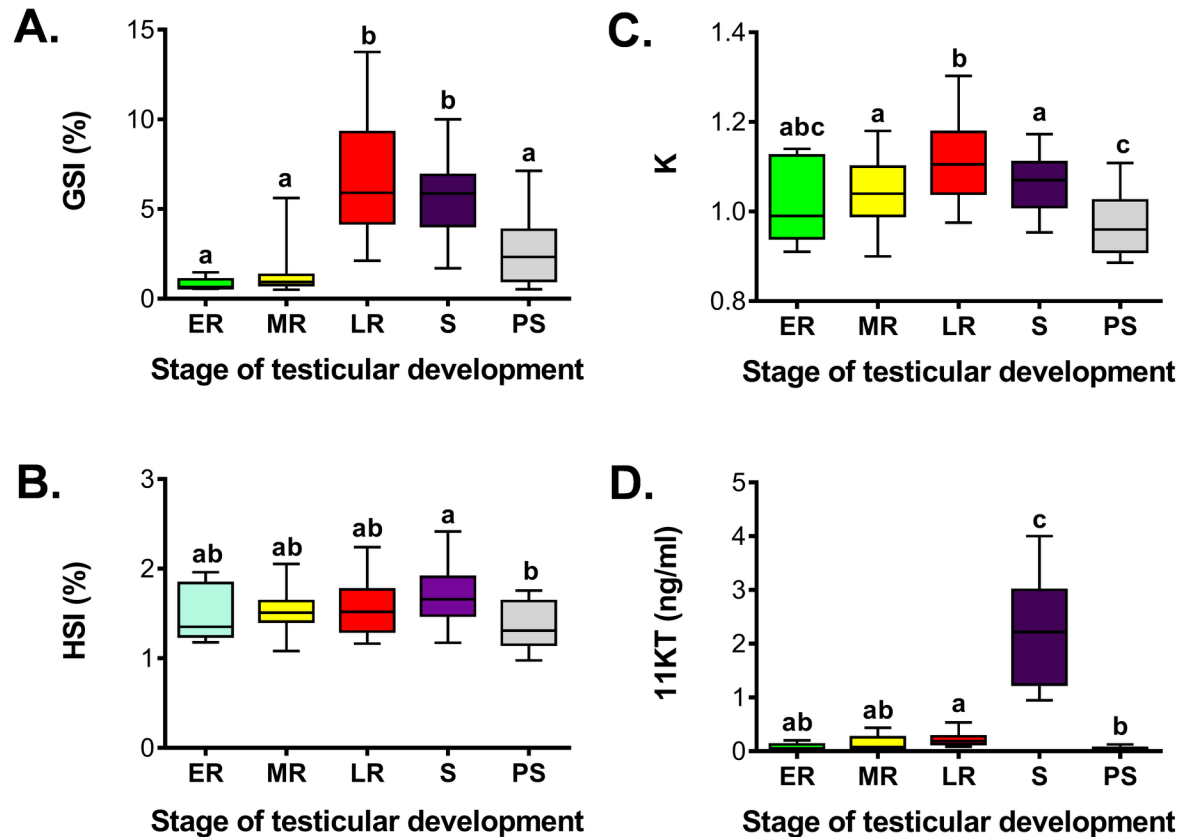 A.
GSI (%)
15
10
5
0
a
a
b
b
a
ER MR LR S PS
Stage of testicular development
C.
K
1.4
1.2
1.0
0.8
abc
a
b
a
c
ER MR LR S PS
Stage of testicular development
B.
HSI (%)
3
2
1
0
ab
ab
ab
a
b
ER MR LR S PS
Stage of testicular development
D.
11KT (ng/ml)
5
4
3
2
1
0
ab
ab
a
c
b
ER MR LR S PS
Stage of testicular development